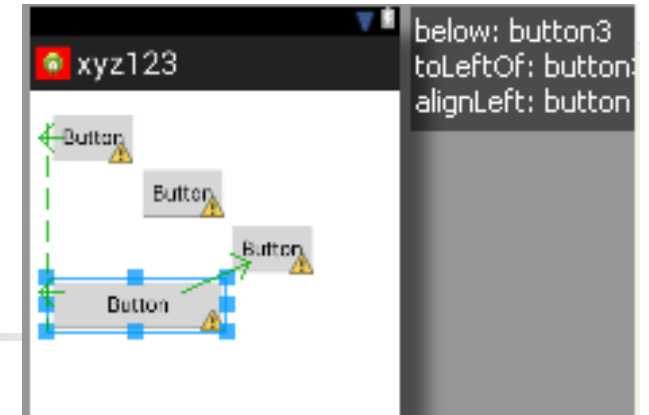 xyz123
Button
Button
Button
Button
below: button3
toLeftOf: button
alignLeft: button